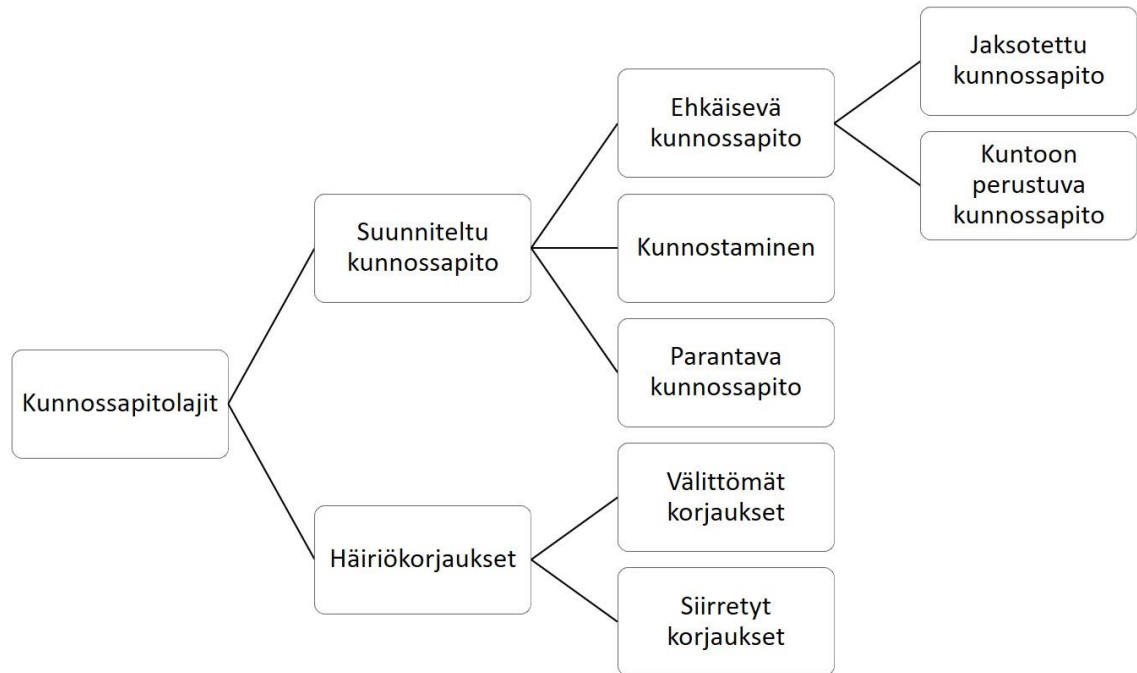 Kunnossapitolajit
Suunniteltu
kunnossapito
Häiriökorjaukset
Ehkäisevä
kunnossapito
Kunnostaminen
Parantava
kunnossapito
Välittömät
korjaukset
Siirretyt
korjaukset
Jaksotettu
kunnossapito
Kuntoon
perustuva
kunnossapito